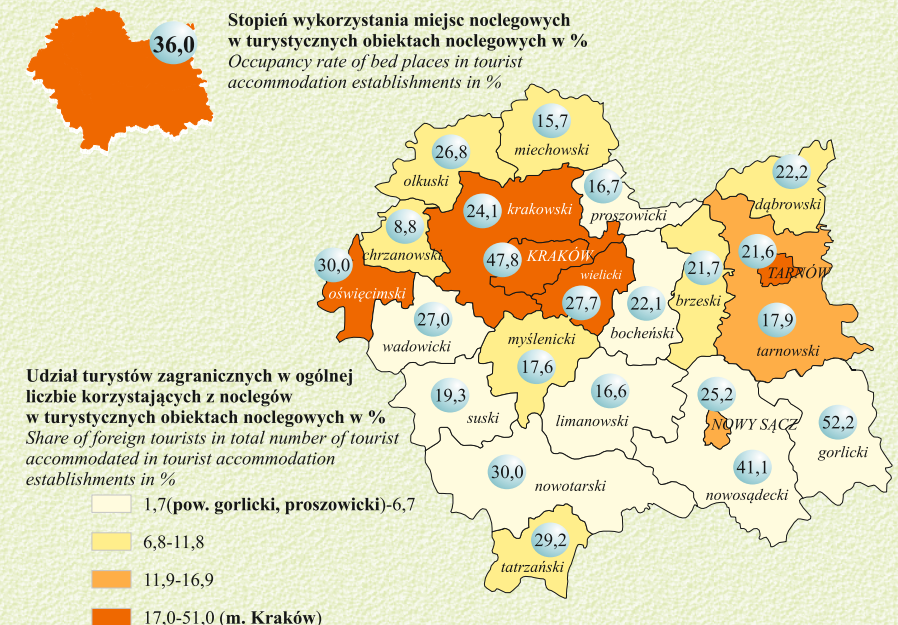 36,0
Stopień wykorzystania miejsc noclegowych
w turystycznych obiektach noclegowych w %
Occupancy rate of bed places in tourist
accommodation establishments in %
15,7
miechowski
26,8
olkuski
16,7
proszowicki
22,2
dąbrowski
24,1
krakowski
8,8
chrzanowski
47,8
KRAKÓW
wielicki
27,7
30,0
oświęcimski
21,6
TARNÓW
21,7
brzeski
22,1
bocheński
17,9
tarnowski
27,0
wadowicki
myślenicki
17,6
Udział turystów zagranicznych w ogólnej
liczbie korzystających z noclegów
w turystycznych obiektach noclegowych w %
Share of foreign tourists in total number of tourist
accommodated in tourist accommodation
establishments in %
19,3
suski
16,6
limanowski
25,2
NOWY SĄCZ
52,2
gorlicki
30,0
nowotarski
41,1
nowosądecki
29,2
tatrzański
1,7(pow. gorlicki, proszowicki)-6,7
6,8-11,8
11,9-16,9
17,0-51,0 (m. Kraków)